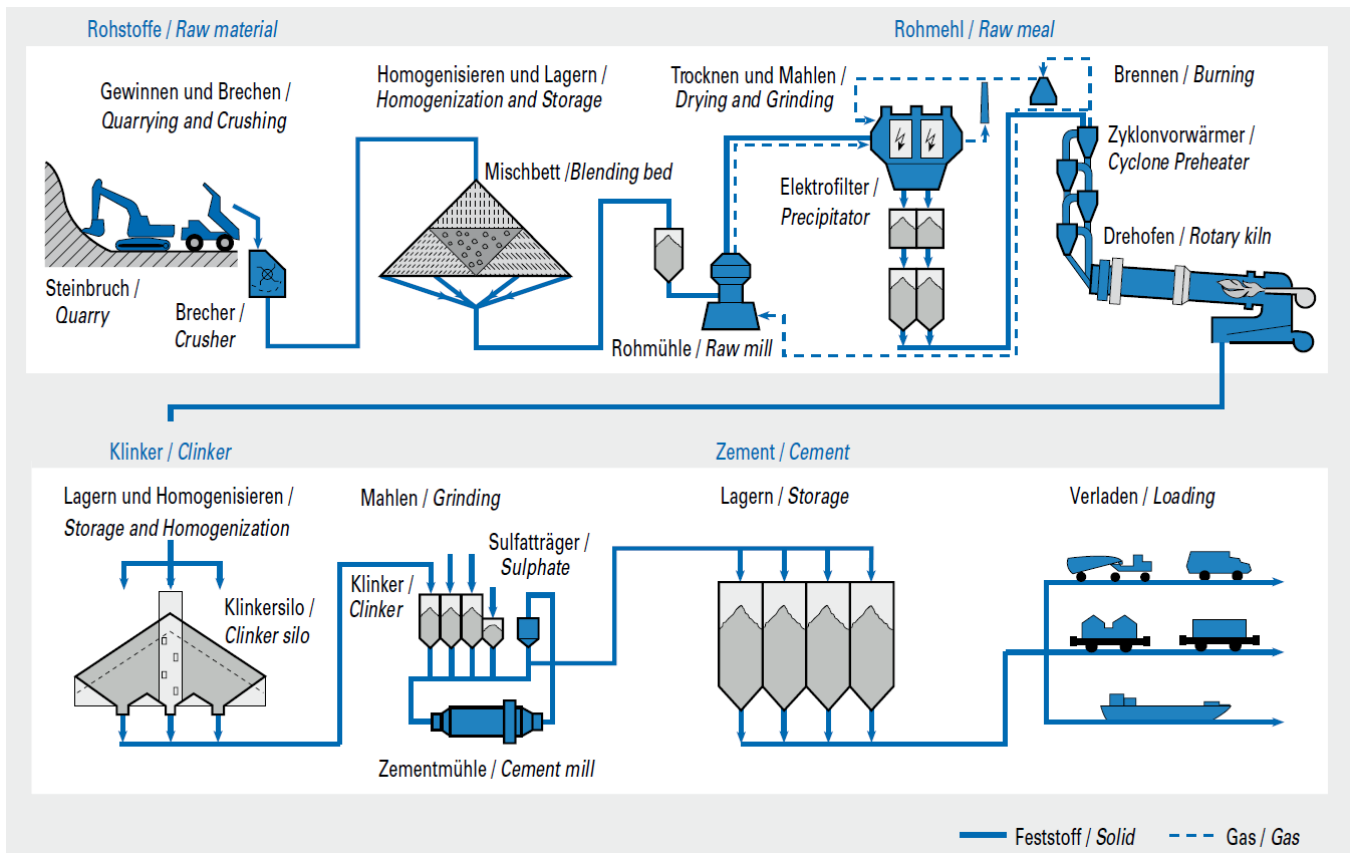 Rohstoffe / Raw material
Rohmehl / Raw meal
Gewinnen und Brechen /
Quarrying and Crushing
Homogenisieren und Lagern /
Homogenization and Storage
Trocknen und Mahlen /
Drying and Grinding
Brennen / Burning
Zyklonvorwärmer /
Cyclone Preheater
Mischbett /Blending bed
Elektrofilter /
Precipitator
Drehofen / Rotary kiln
Steinbruch /
Quarry
Brecher /
Crusher
Rohmühle / Raw mill
Klinker / Clinker
Zement / Cement
Lagern und Homogenisieren /
Storage and Homogenization
Mahlen / Grinding
Lagern / Storage
Verladen / Loading
Sulfatträger /
Sulphate
Klinker /
Clinker
Klinkersilo /
Clinker silo
Zementmühle / Cement mill
Feststoff / Solid
Gas / Gas